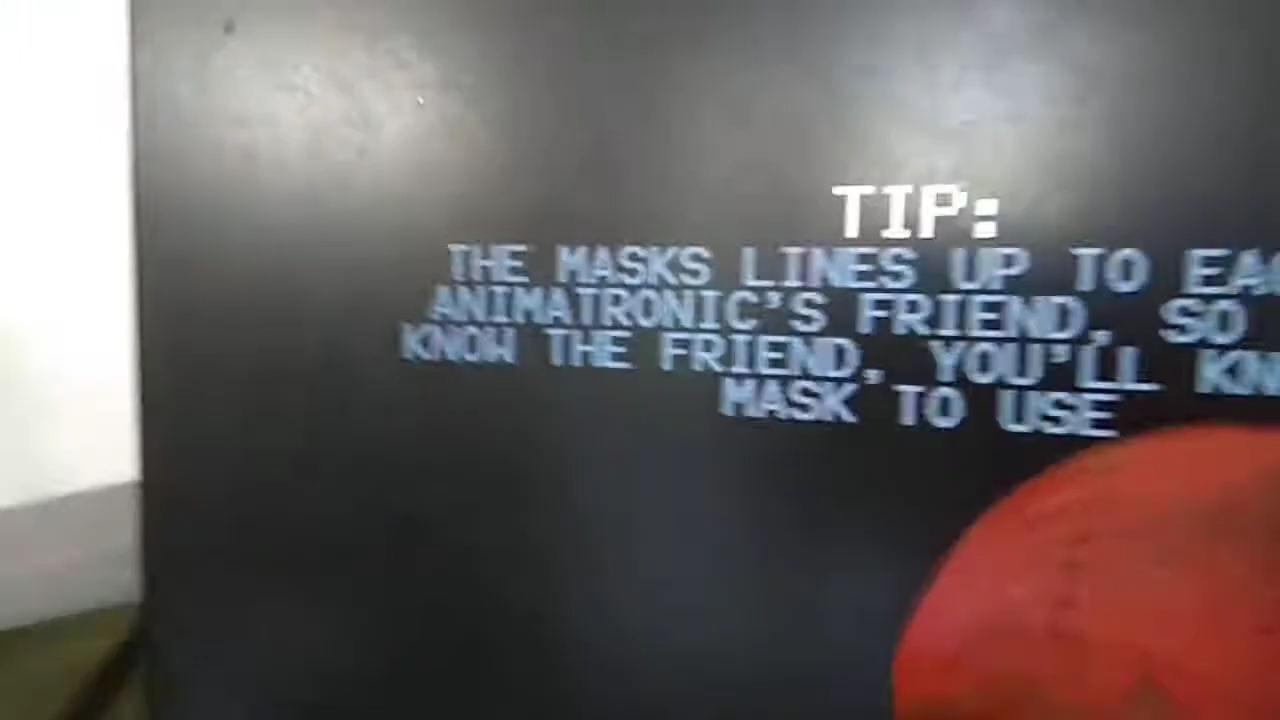 TIP:
THE MASKS LINES UP TO
ANIMATRONIC'S FRIEND, SO
KNOW THE FRIEND, YOU'LL
MASK TO USE